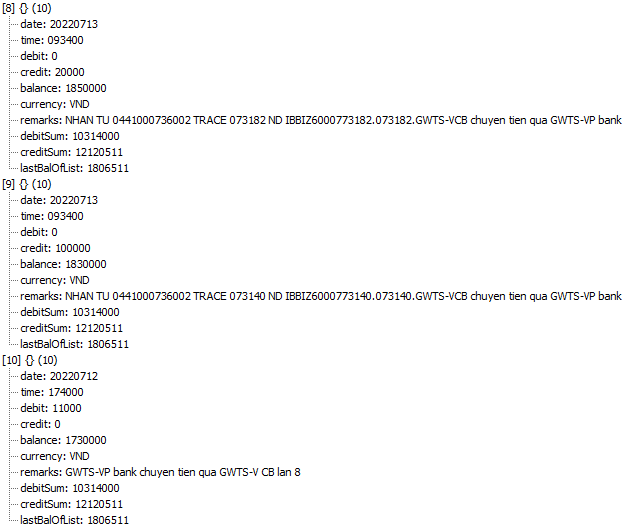 [8] {} (10)
date: 20220713
time: 093400
debit: 0
credit: 20000
balance: 1850000
currency: VND
remarks: NHAN TU 0441000736002 TRACE 073182 ND IBBIZ6000773182.073182.GWTS-VCB chuyen tien qua GWTS-VP bank
debitSum: 10314000
creditSum: 12120511
lastBalOfList: 1806511
[9] {} (10)
date: 20220713
time: 093400
debit: 0
credit: 100000
balance: 1830000
currency: VND
remarks: NHAN TU 0441000736002 TRACE 073140 ND IBBIZ6000773140.073140.GWTS-VCB chuyen tien qua GWTS-VP bank
debitSum: 10314000
creditSum: 12120511
lastBalOfList: 1806511
[10] {} (10)
date: 20220712
time: 174000
debit: 11000
credit: 0
balance: 1730000
currency: VND
remarks: GWTS-VP bank chuyen tien qua GWTS-V CB lan 8
debitSum: 10314000
creditSum: 12120511
lastBalOfList: 1806511